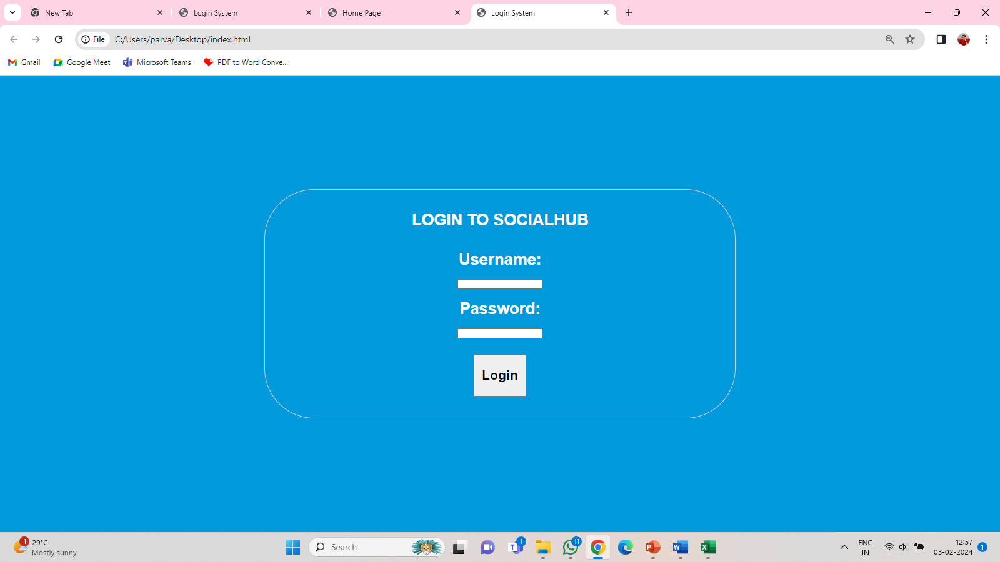 New Tab
Login System
Home Page
Login System
File
C:/Users/parva/Desktop/index.html
Gmail
Google Meet
Microsoft Teams
PDF to Word Conve...
LOGIN TO SOCIALHUB
Username:
Password:
Login
1
29°C
Mostly sunny
Search
1
T
11
P
W
X
ENG
IN
12:57
03-02-2024
1